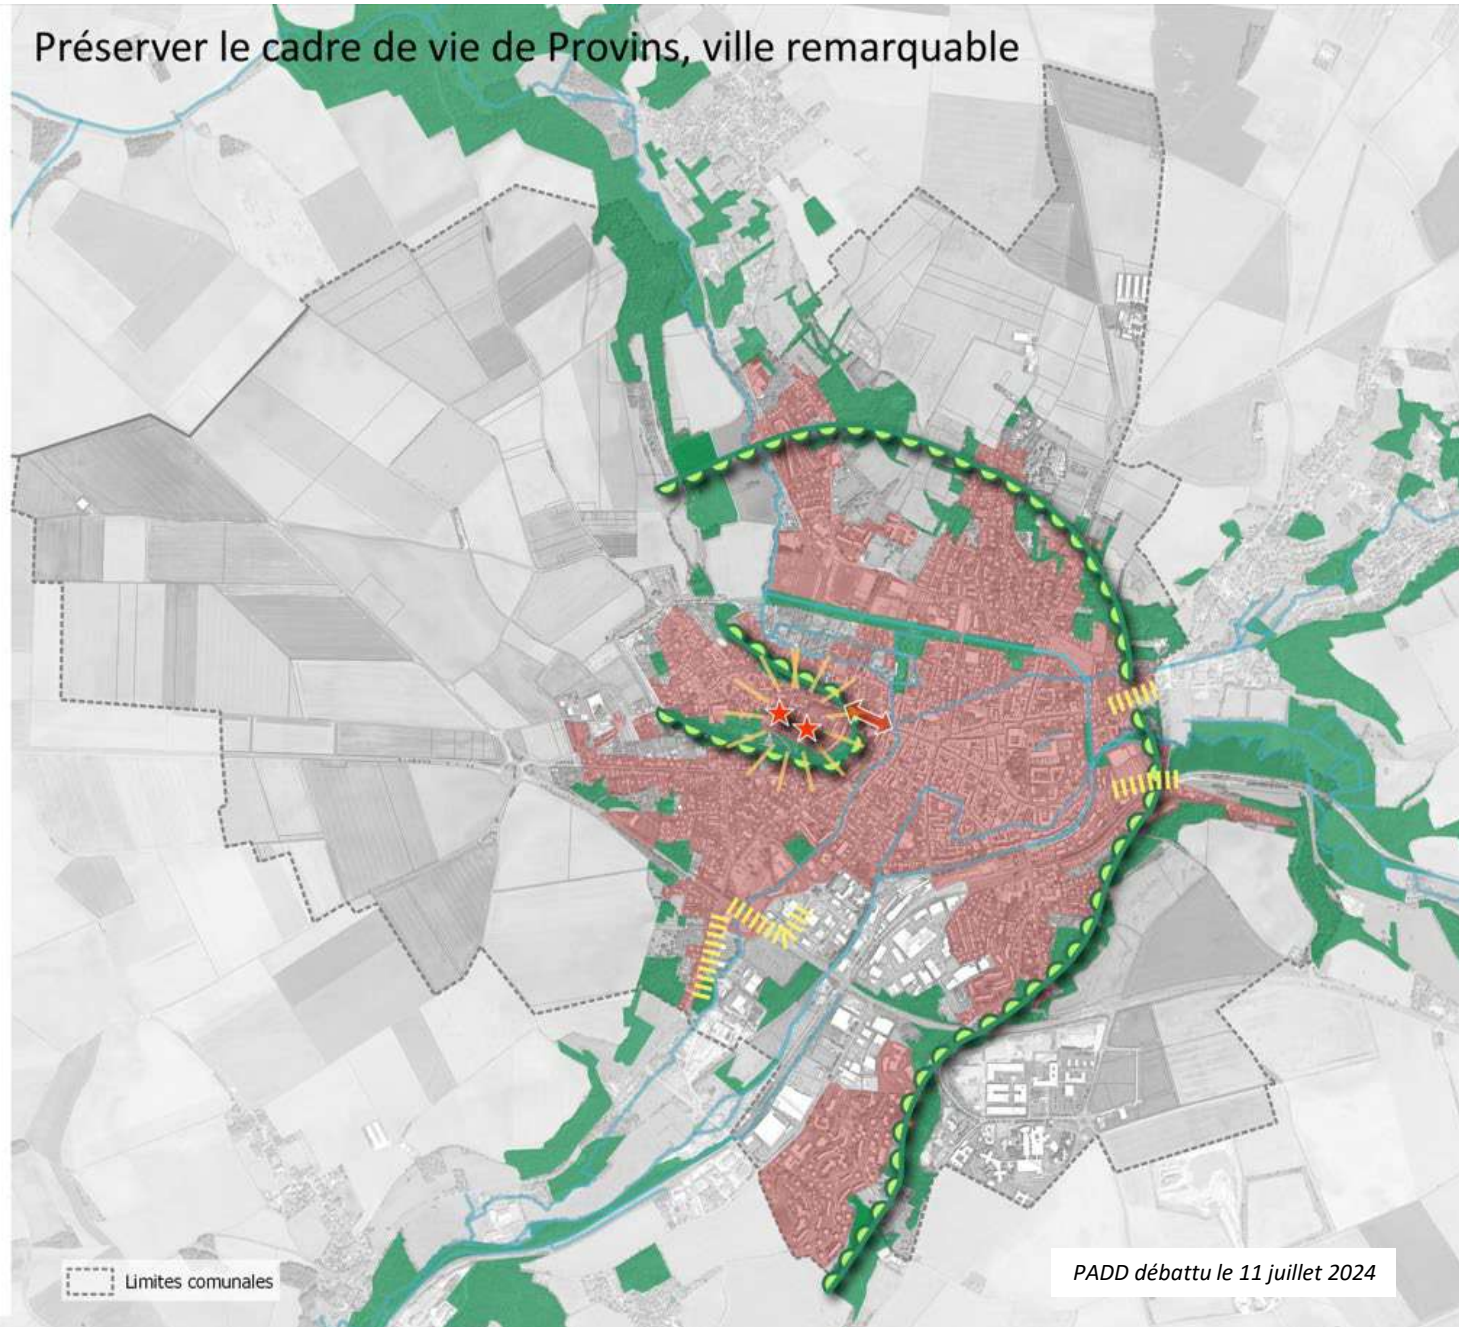 Préserver le cadre de vie de Provins, ville remarquable
Limites comunales
PADD débattu le 11 juillet 2024